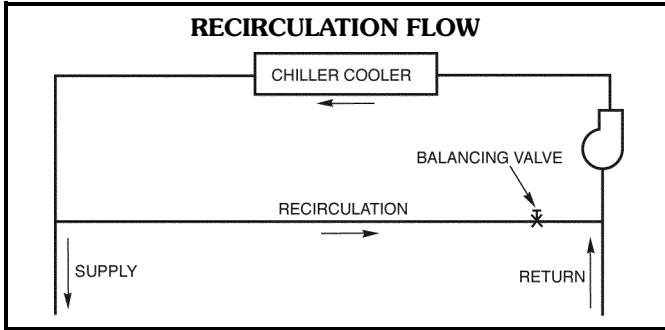 RECIRCULATION FLOW
CHILLER COOLER
BALANCING VALVE
RECIRCULATION
SUPPLY
RETURN